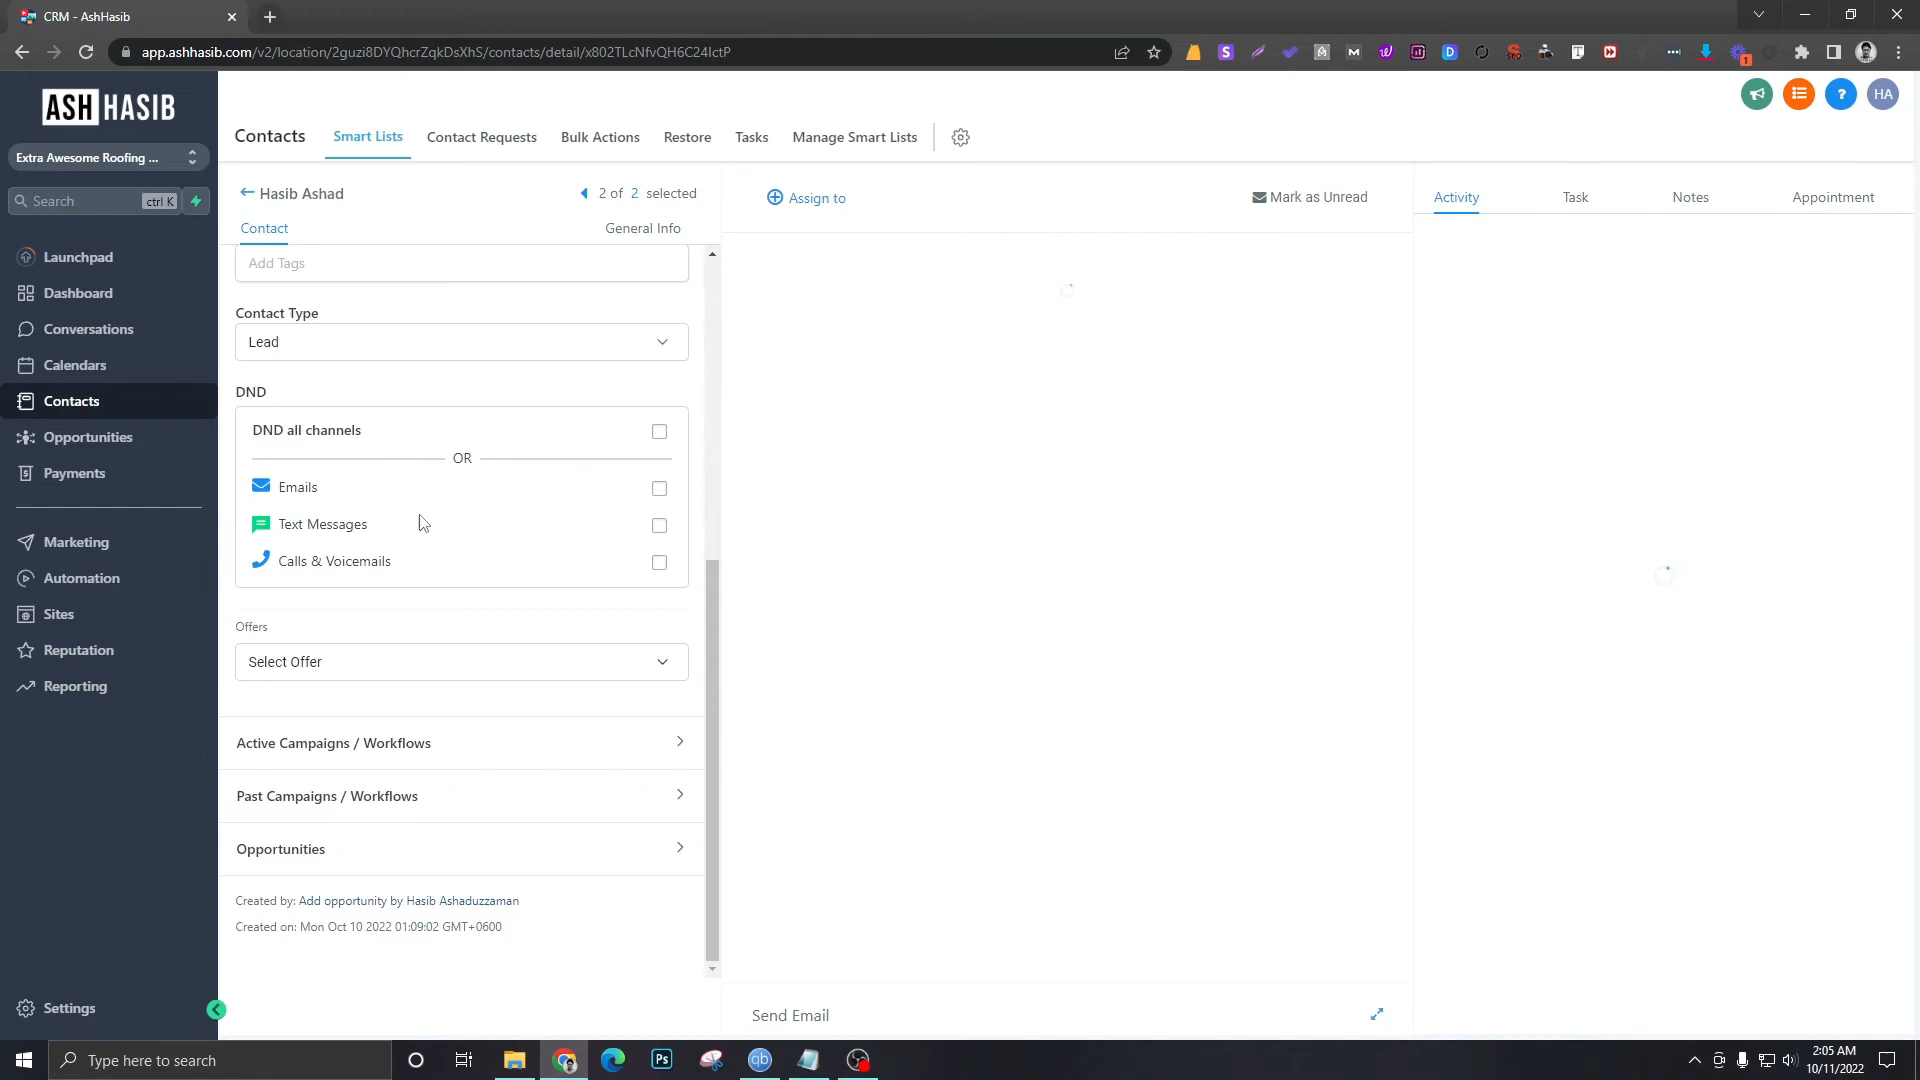 CRM - AshHasib
app.ashhasib.com/v2/location/2guzi8DYQhcrZqkDsXhS/contacts/detail/x802TLcNfvQH6C24IctP
1
ASH HASIB
HA
Extra Awesome Roofing ...
Search
ctrl K
Launchpad
Dashboard
Conversations
Calendars
Contacts
Opportunities
Payments
Marketing
Automation
Sites
Reputation
Reporting
Settings
Contacts
Smart Lists
Contact Requests
Bulk Actions
Restore
Tasks
Manage Smart Lists
Hasib Ashad
2 of 2 selected
Contact
General Info
Add Tags
Contact Type
Lead
DND
DND all channels
OR
Emails
Text Messages
Calls & Voicemails
Offers
Select Offer
Active Campaigns / Workflows
Past Campaigns / Workflows
Opportunities
Created by: Add opportunity by Hasib Ashaduzzaman
Created on: Mon Oct 10 2022 01:09:02 GMT+0600
Assign to
Mark as Unread
Send Email
Activity
Task
Notes
Appointment
Type here to search
Ps
qb
2:05 AM
10/11/2022